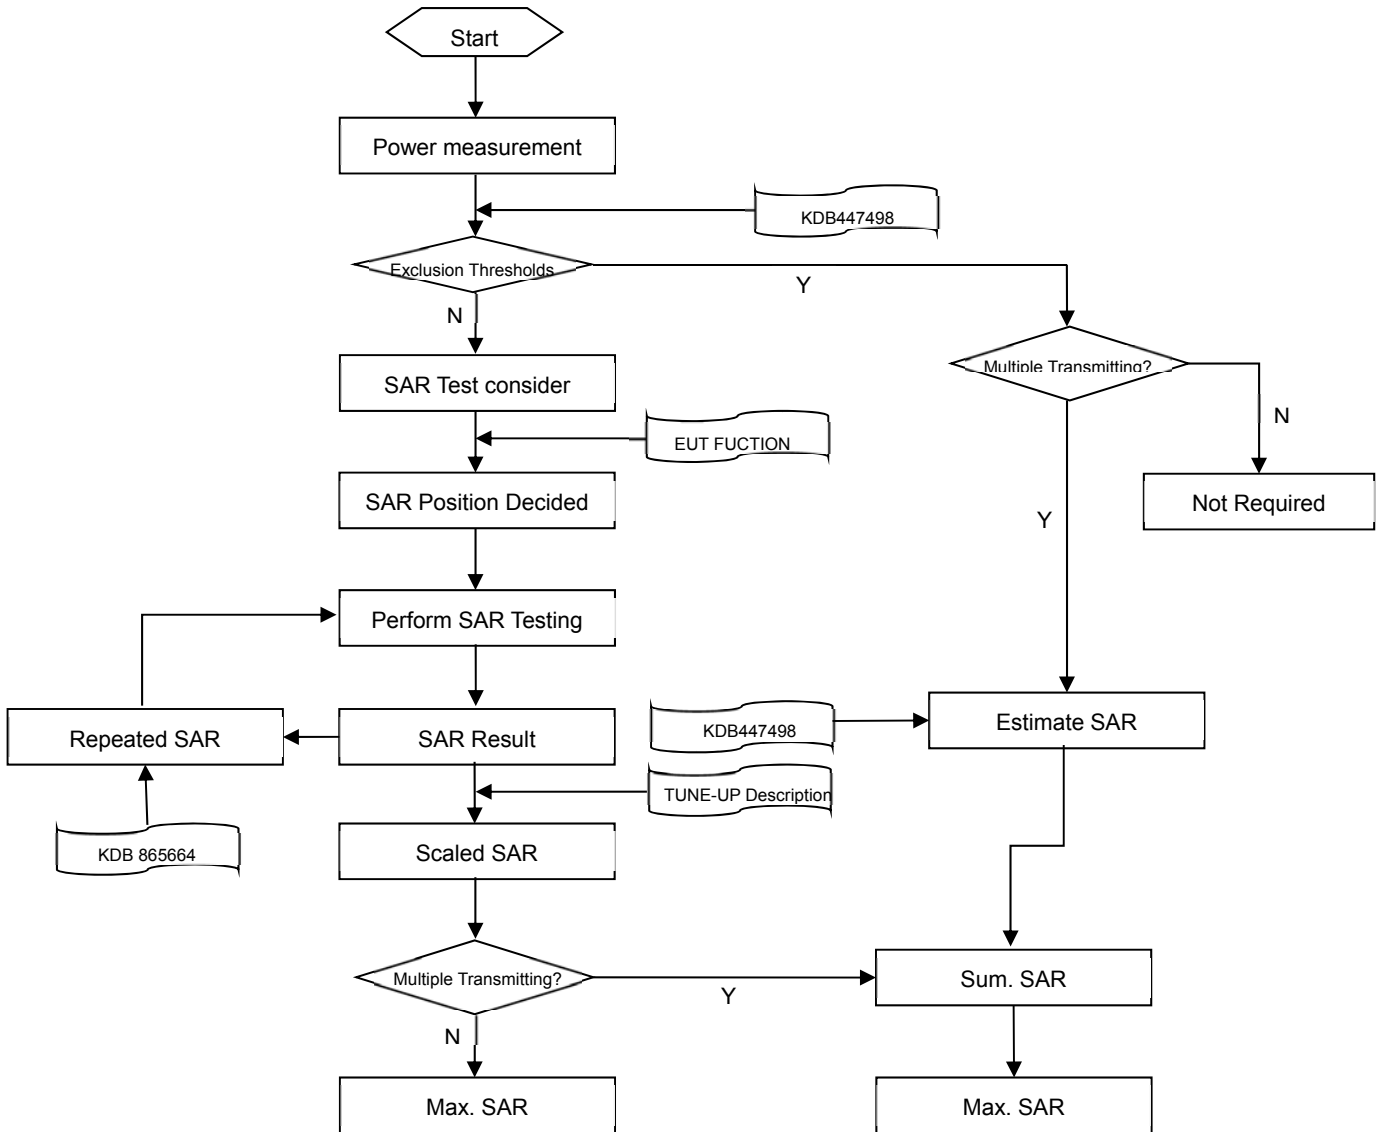 Start
Power measurement
KDB447498
Exclusion Thresholds
Y
N
Multiple Transmitting?
SAR Test consider
N
EUT FUCTION
SAR Position Decided
Not Required
Y
Perform SAR Testing
Repeated SAR
SAR Result
KDB447498
Estimate SAR
TUNE-UP Description
KDB 865664
Scaled SAR
Multiple Transmitting?
Y
Sum. SAR
N
Max. SAR
Max. SAR